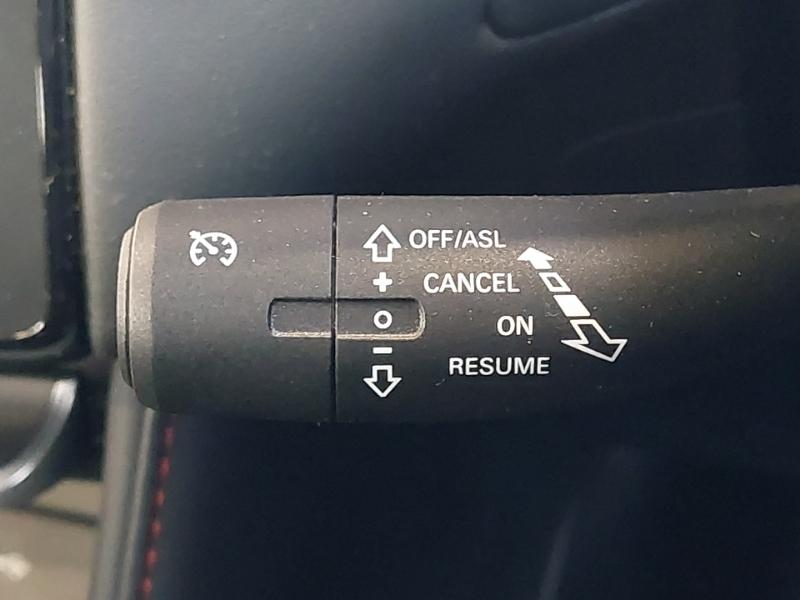 OFF/ASL
+ CANCEL
O
ON
–
RESUME